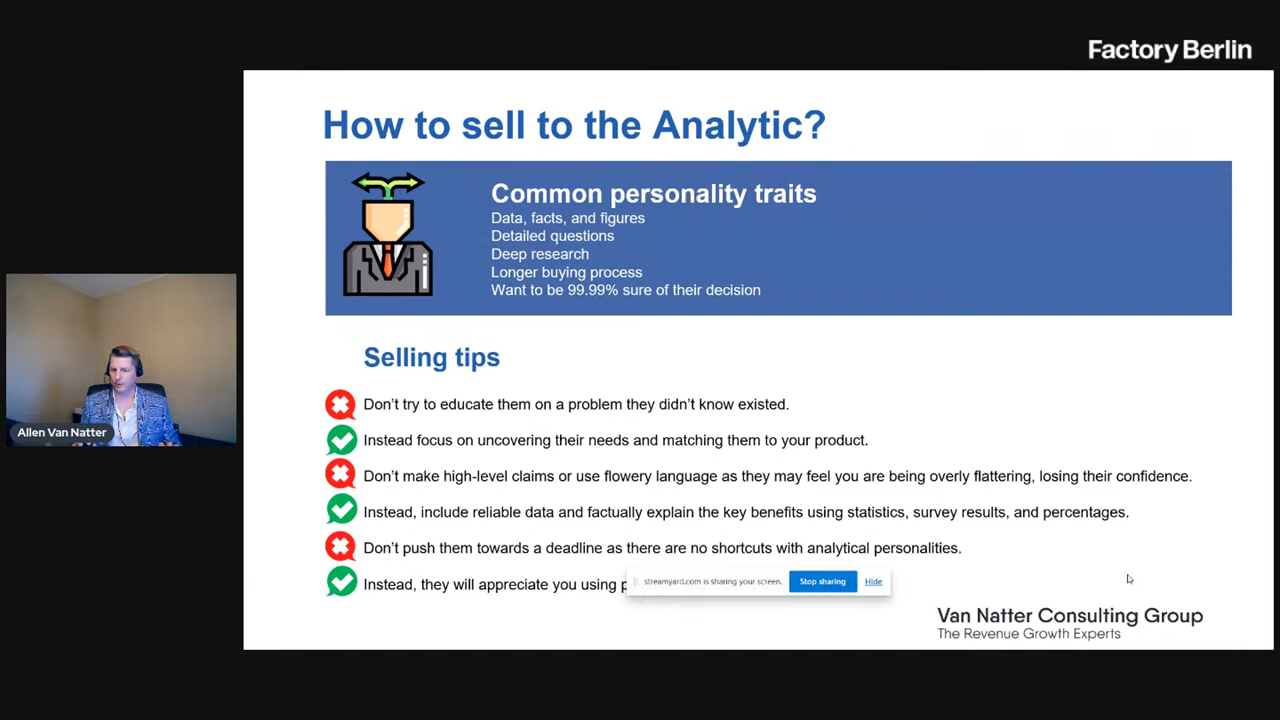 Factory Berlin
How to sell to the Analytic?
Common personality traits
Data, facts, and figures
Detailed questions
Deep research
Longer buying process
Want to be 99.99% sure of their decision
Selling tips
Don't try to educate them on a problem they didn't know existed.
Allen Van Natter
Instead focus on uncovering their needs and matching them to your product.
Don't make high-level claims or use flowery language as they may feel you are being overly flattering, losing their confidence.
Instead, include reliable data and factually explain the key benefits using statistics, survey results, and percentages.
Don't push them towards a deadline as there are no shortcuts with analytical personalities.
Instead, they will appreciate you using
streamyard.com is sharing your screen. Stop sharing Hide
Van Natter Consulting Group
The Revenue Growth Experts